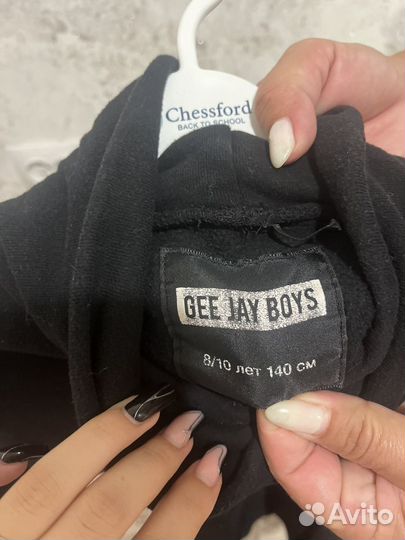 Chessford
BACK TO SCHOOL
GEE JAY BOYS
8/10 лет 140 см
Avito